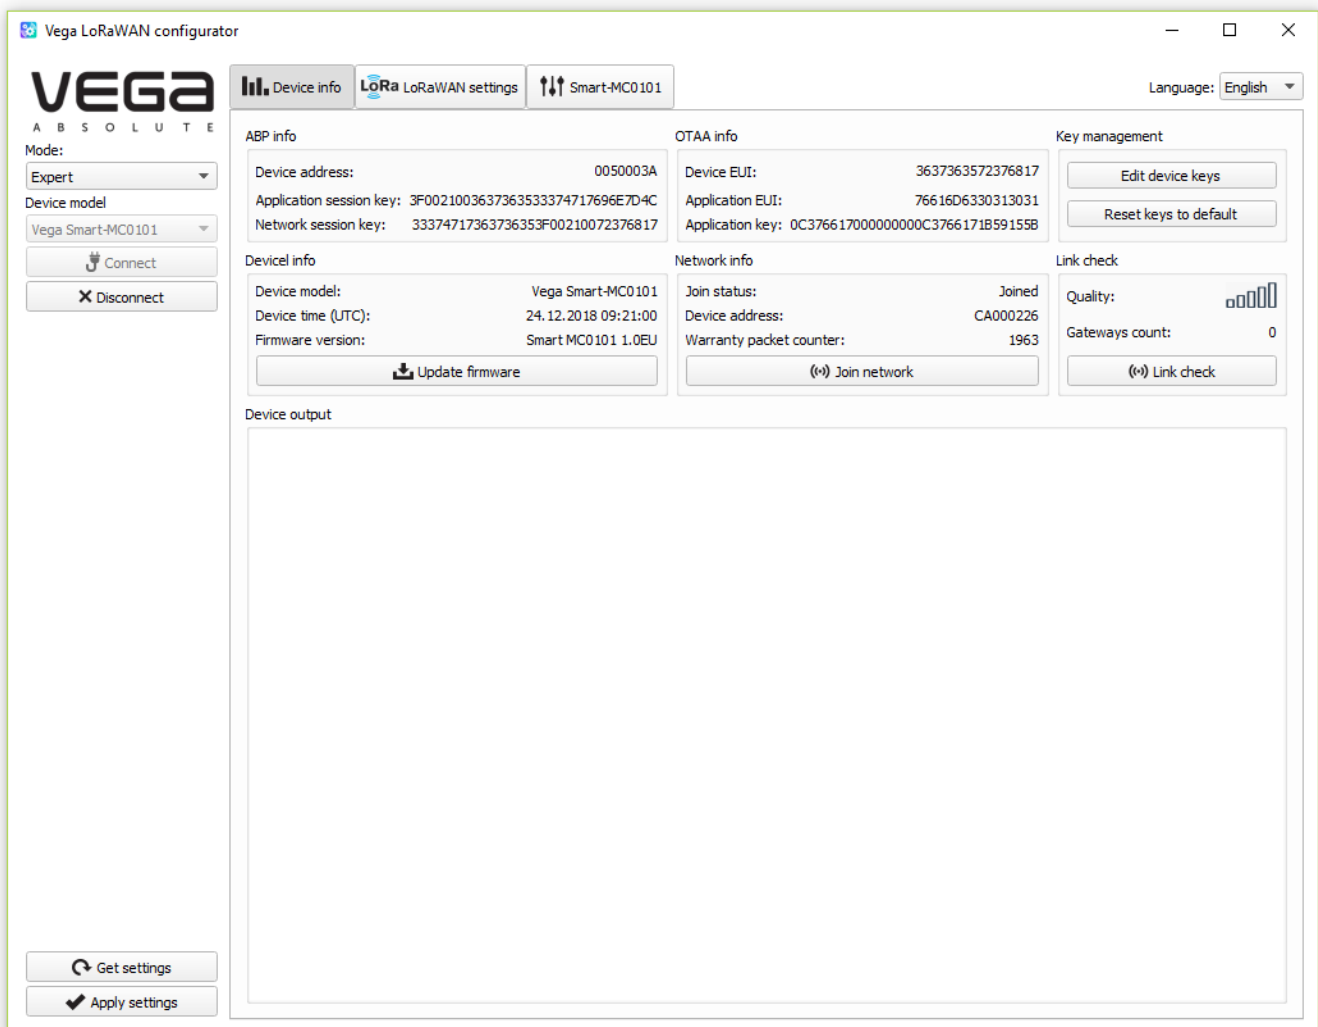 Vega LoRaWAN configurator
VEGA
ABSOLUTE
Mode:
Expert
Device model
Vega Smart-MC0101
Connect
Disconnect
Get settings
Apply settings
Device info
LoRa LoRaWAN settings
Smart-MC0101
Language: English
ABP info
Device address: 0050003A
Application session key: 3F00210036373635333374717696E7D4C
Network session key: 33374717363736353F00210072376817
OTAA info
Device EUI: 3637363572376817
Application EUI: 76616D6330313031
Application key: 0C376617000000000C3766171B59155B
Key management
Edit device keys
Reset keys to default
Devicel info
Device model: Vega Smart-MC0101
Device time (UTC): 24.12.2018 09:21:00
Firmware version: Smart MC0101 1.0EU
Update firmware
Network info
Join status: Joined
Device address: CA000226
Warranty packet counter: 1963
Join network
Link check
Quality:
Gateways count: 0
Link check
Device output